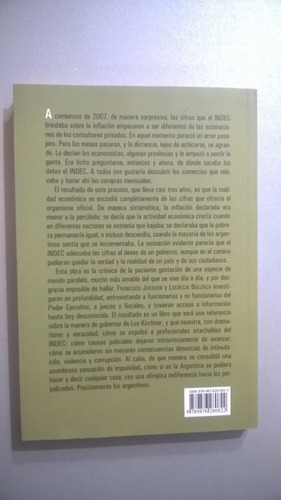 A comienzos de 2007, de manera sorpresiva, las cifras que el INDEC
brindaba sobre la inflación empezaron a ser diferentes de las estimacio-
nes de los consultores privados. En aquel momento pareció un error pasa-
jero. Pero los meses pasaron, y la distancia, lejos de achicarse, se agran-
dó. Lo decían los economistas, algunas provincias y lo empezó a sentir la
gente. Era lícito preguntarse, entonces y ahora, de dónde sacaba los
datos el INDEC. A todos nos gustaría descubrir los comercios que rele-
vaba y hacer ahí las compras mensuales.
El resultado de este proceso, que lleva casi tres años, es que la reali-
dad económica se escindió completamente de las cifras que ofrecía el
organismo oficial. De manera sistemática, la inflación declarada era
menor a la percibida; se decía que la actividad económica crecía cuando
en diferentes sectores se sostenía que bajaba; se declaraba que la pobre-
za permanecía igual, e incluso descendía, cuando la mayoría de los argen-
tinos sentía que se incrementaba. La sensación evidente parecía que el
INDEC adecuaba las cifras al deseo de un gobierno, aunque en el camino
pudieran quedar la verdad y la realidad de un país y de sus ciudadanos.
Esta obra es la crónica de la paciente gestación de una especie de
mundo paralelo, mucho más amable del que se vive día a día, y por des-
gracia imposible de hallar. FRANCISCO JUEGUEN y LUCRECIA BULLRICH investi-
garon en profundidad, entrevistando a funcionarios y ex funcionarios del
Poder Ejecutivo, a jueces y fiscales, y tuvieron acceso a información
hasta hoy desconocida. El resultado es un libro que será una referencia
sobre la manera de gobernar de Los Kirchner, y que muestra, con dra-
matismo y veracidad, cómo se expulsó a profesionales intachables del
INDEC; cómo causas judiciales dejaron misteriosamente de avanzar;
cómo se acumularon sin mayores consecuencias denuncias de intimida-
ción, violencia y corrupción. Al cabo, de que manera se consolidó una
asombrosa sensación de impunidad, como si en la Argentina se pudiera
hacer y decir cualquier cosa, con una olímpica indiferencia hacia los per-
judicados. Precisamente los argentinos.